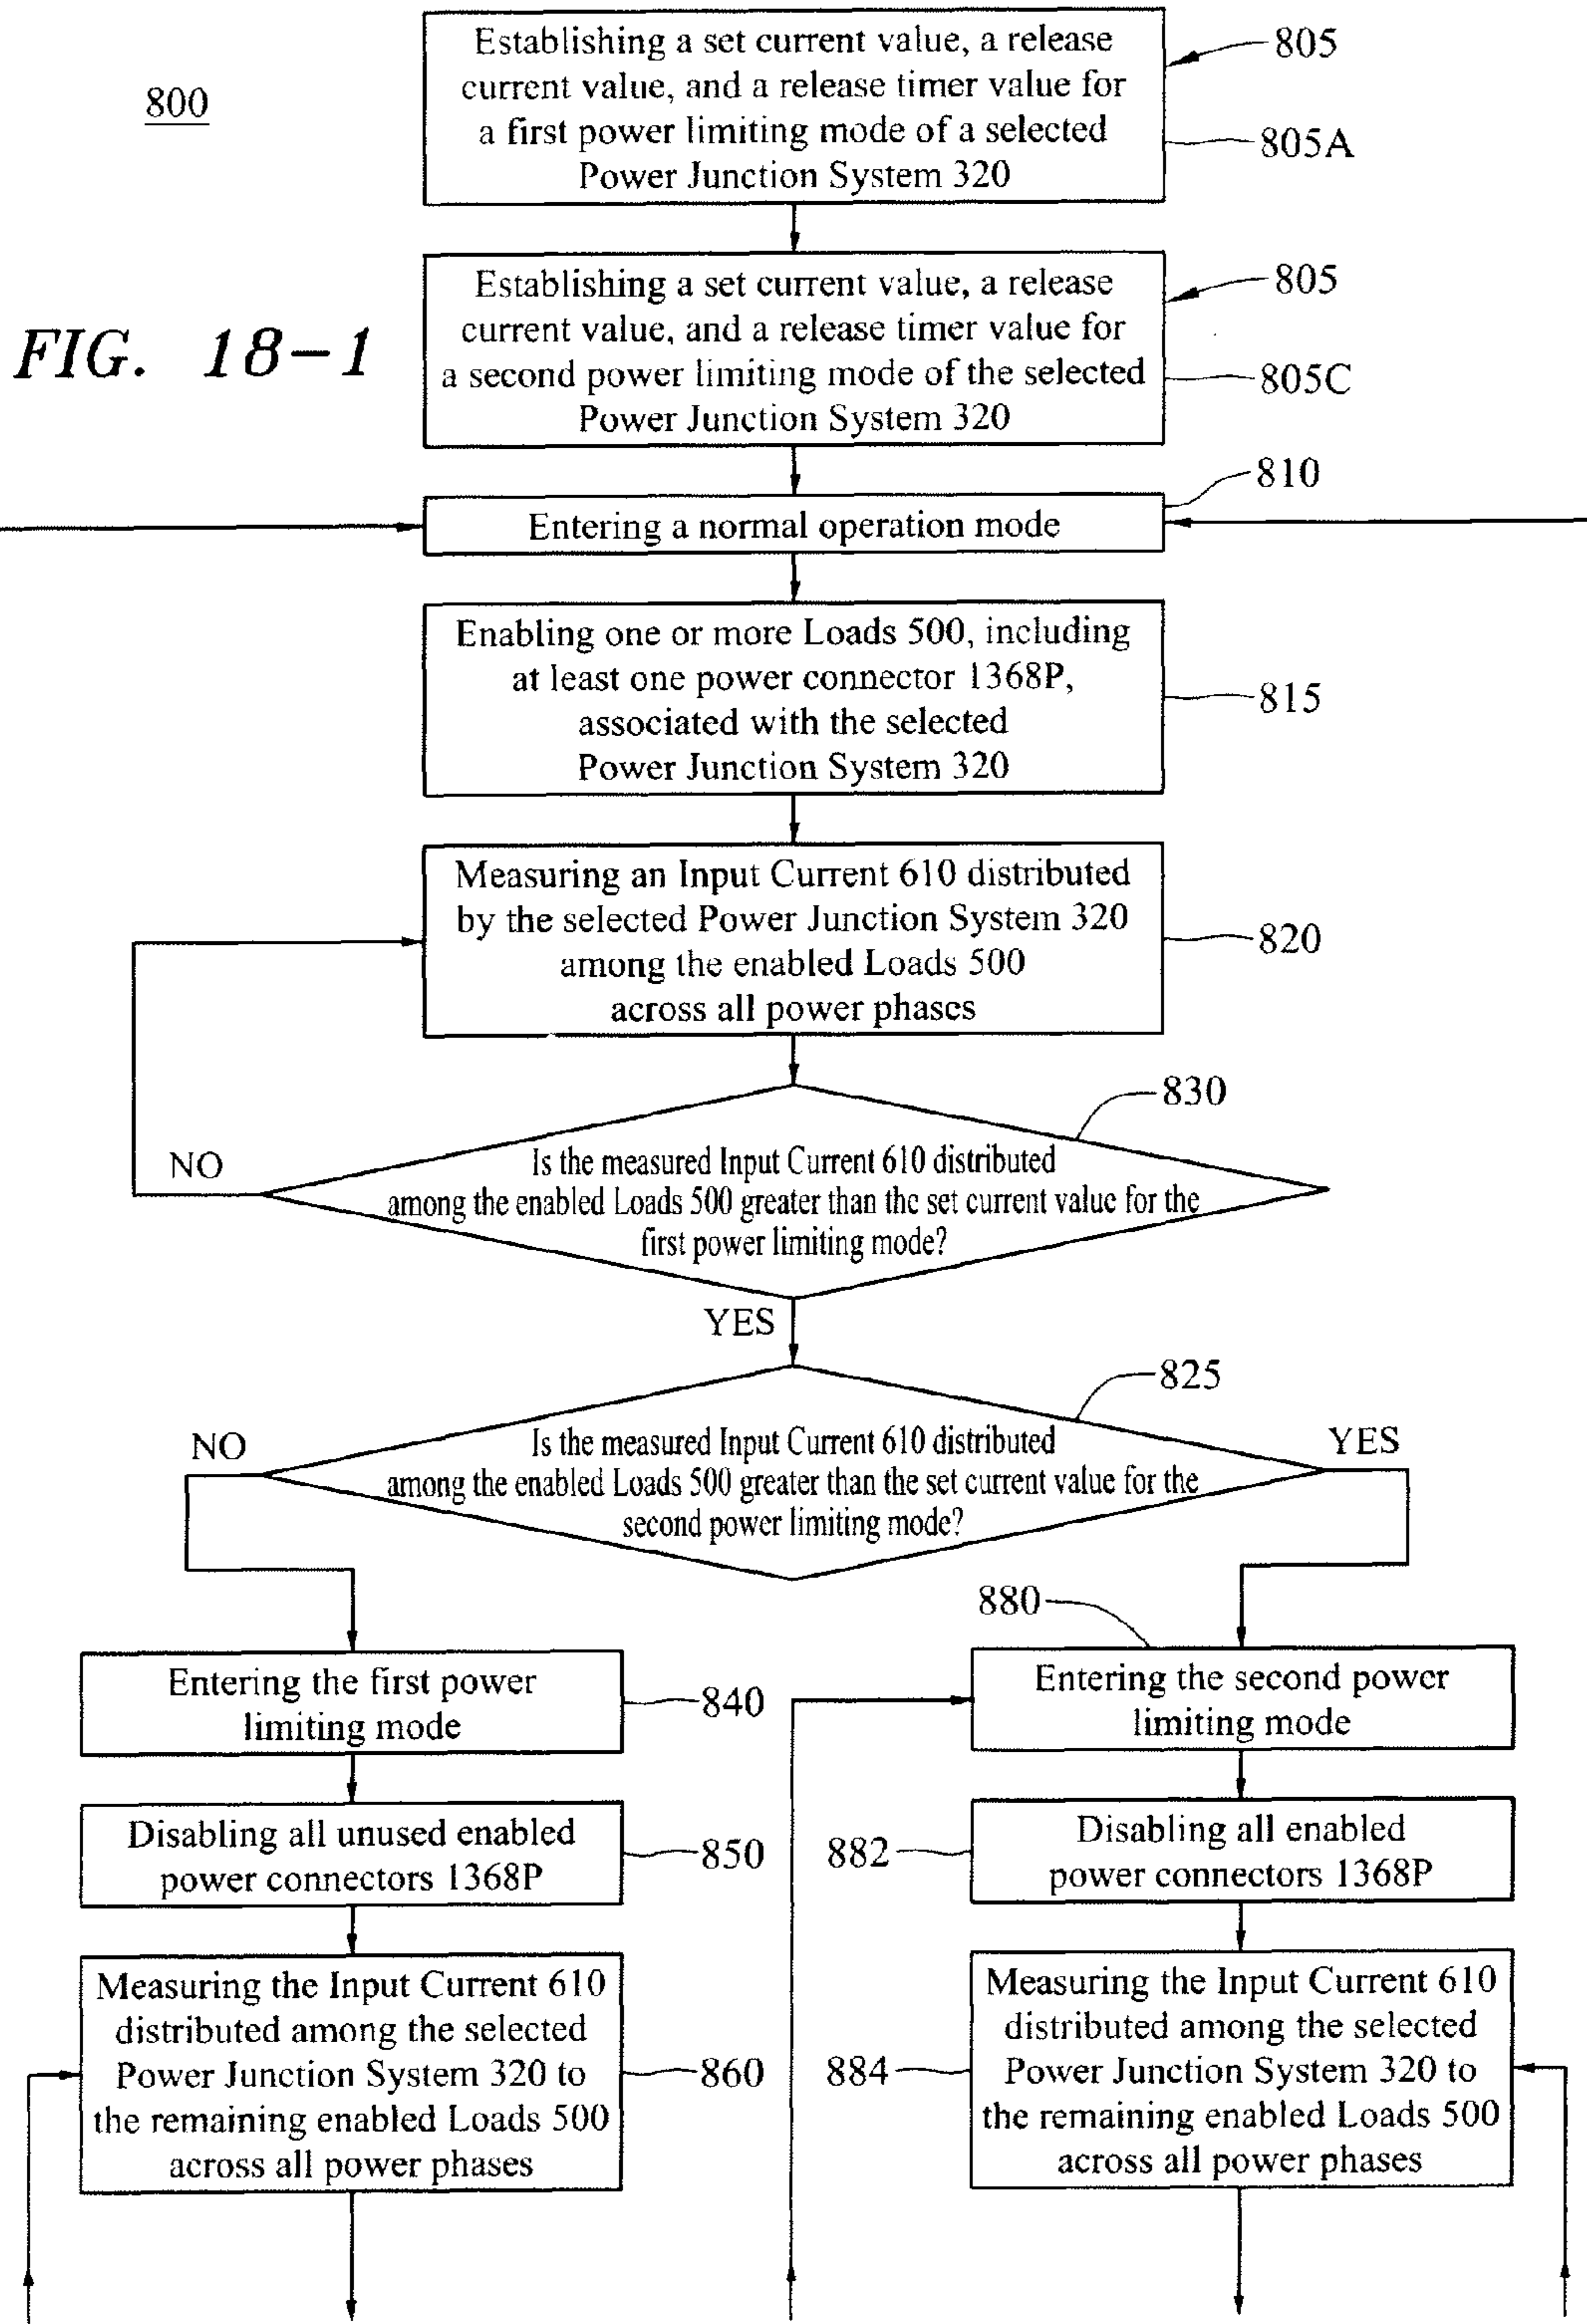 800
Establishing a set current value, a release
current value, and a release timer value for
a first power limiting mode of a selected
Power Junction System 320
805
805A
FIG. 18-1
Establishing a set current value, a release
current value, and a release timer value for
a second power limiting mode of the selected
Power Junction System 320
805
805C
Entering a normal operation mode
810
Enabling one or more Loads 500, including
at least one power connector 1368P,
associated with the selected
Power Junction System 320
815
Measuring an Input Current 610 distributed
by the selected Power Junction System 320
among the enabled Loads 500
across all power phases
820
830
NO
Is the measured Input Current 610 distributed
among the enabled Loads 500 greater than the set current value for the
first power limiting mode?
YES
825
NO
Is the measured Input Current 610 distributed
among the enabled Loads 500 greater than the set current value for the
second power limiting mode?
YES
Entering the first power
limiting mode
840
880
Entering the second power
limiting mode
Disabling all unused enabled
power connectors 1368P
850
882
Disabling all enabled
power connectors 1368P
Measuring the Input Current 610
distributed among the selected
Power Junction System 320 to
the remaining enabled Loads 500
across all power phases
860
884
Measuring the Input Current 610
distributed among the selected
Power Junction System 320 to
the remaining enabled Loads 500
across all power phases